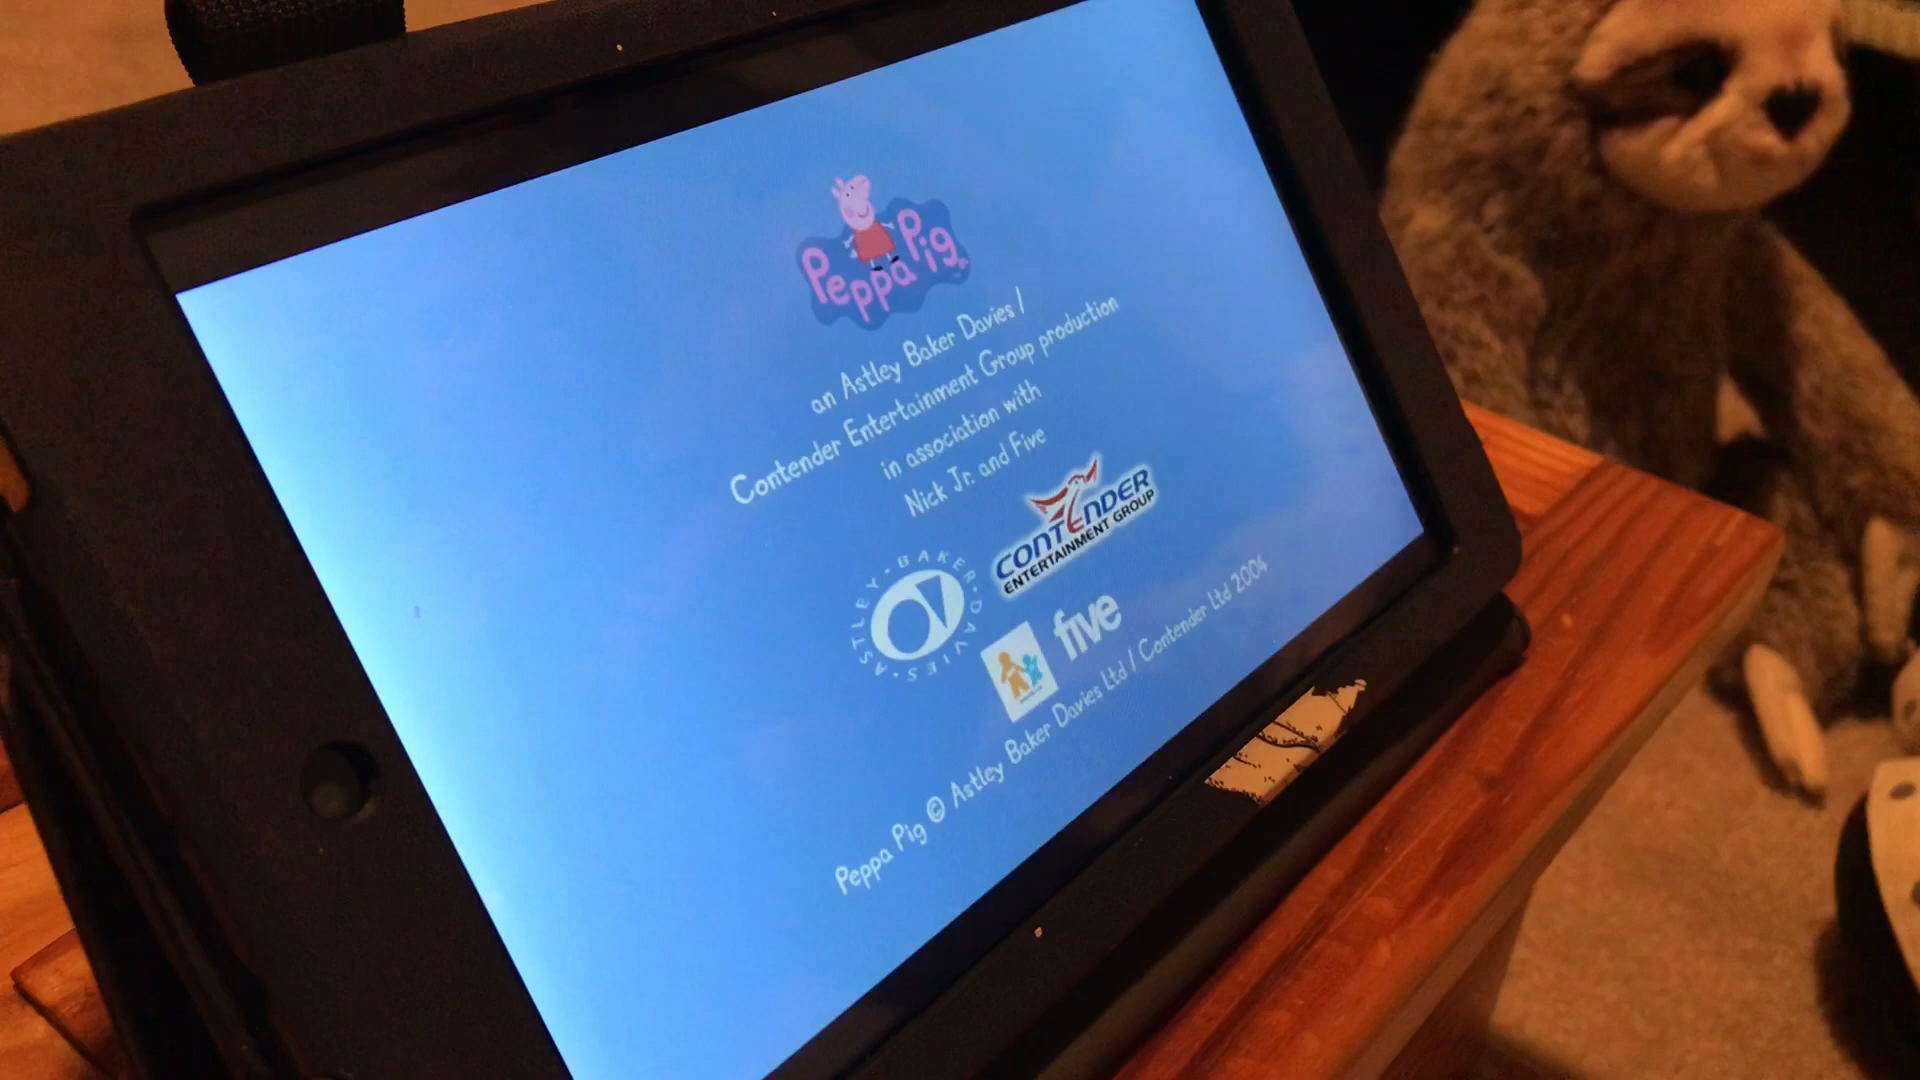 Peppa Pig
an Astley Baker Davies /
Contender Entertainment Group production
in association with
Nick Jr. and Five
CONTENDER
ENTERTAINMENT GROUP
ASTLEY · BAKER · DAVIES ·
five
Peppa Pig © Astley Baker Davies Ltd / Contender Ltd 2004